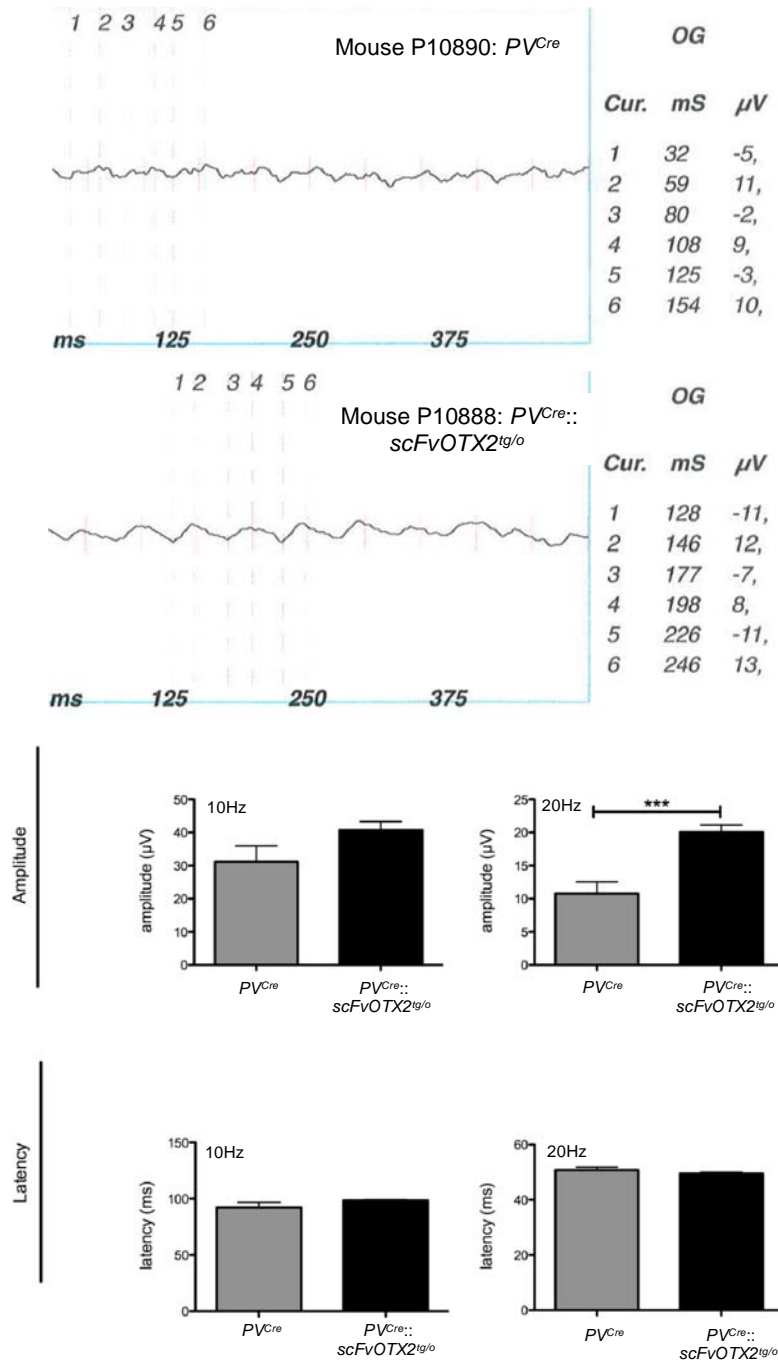 1 2 3 4 5 6
Mouse P10890: PVCre
OG
Cur. mS µV
1 32 -5,
2 59 11,
3 80 -2,
4 108 9,
5 125 -3,
6 154 10,
ms 125 250 375
1 2 3 4 5 6
Mouse P10888: PVCre::
scFvOTX2tg/o
OG
Cur. mS µV
1 128 -11,
2 146 12,
3 177 -7,
4 198 8,
5 226 -11,
6 246 13,
ms 125 250 375
Amplitude
amplitude (µV)
50
40
30
20
10
0
10Hz
PVCre
PVCre::
scFvOTX2tg/o
amplitude (µV)
25
20
15
10
5
0
20Hz
***
PVCre
PVCre::
scFvOTX2tg/o
Latency
latency (ms)
150
100
50
0
10Hz
PVCre
PVCre::
scFvOTX2tg/o
latency (ms)
60
40
20
0
20Hz
PVCre
PVCre::
scFvOTX2tg/o